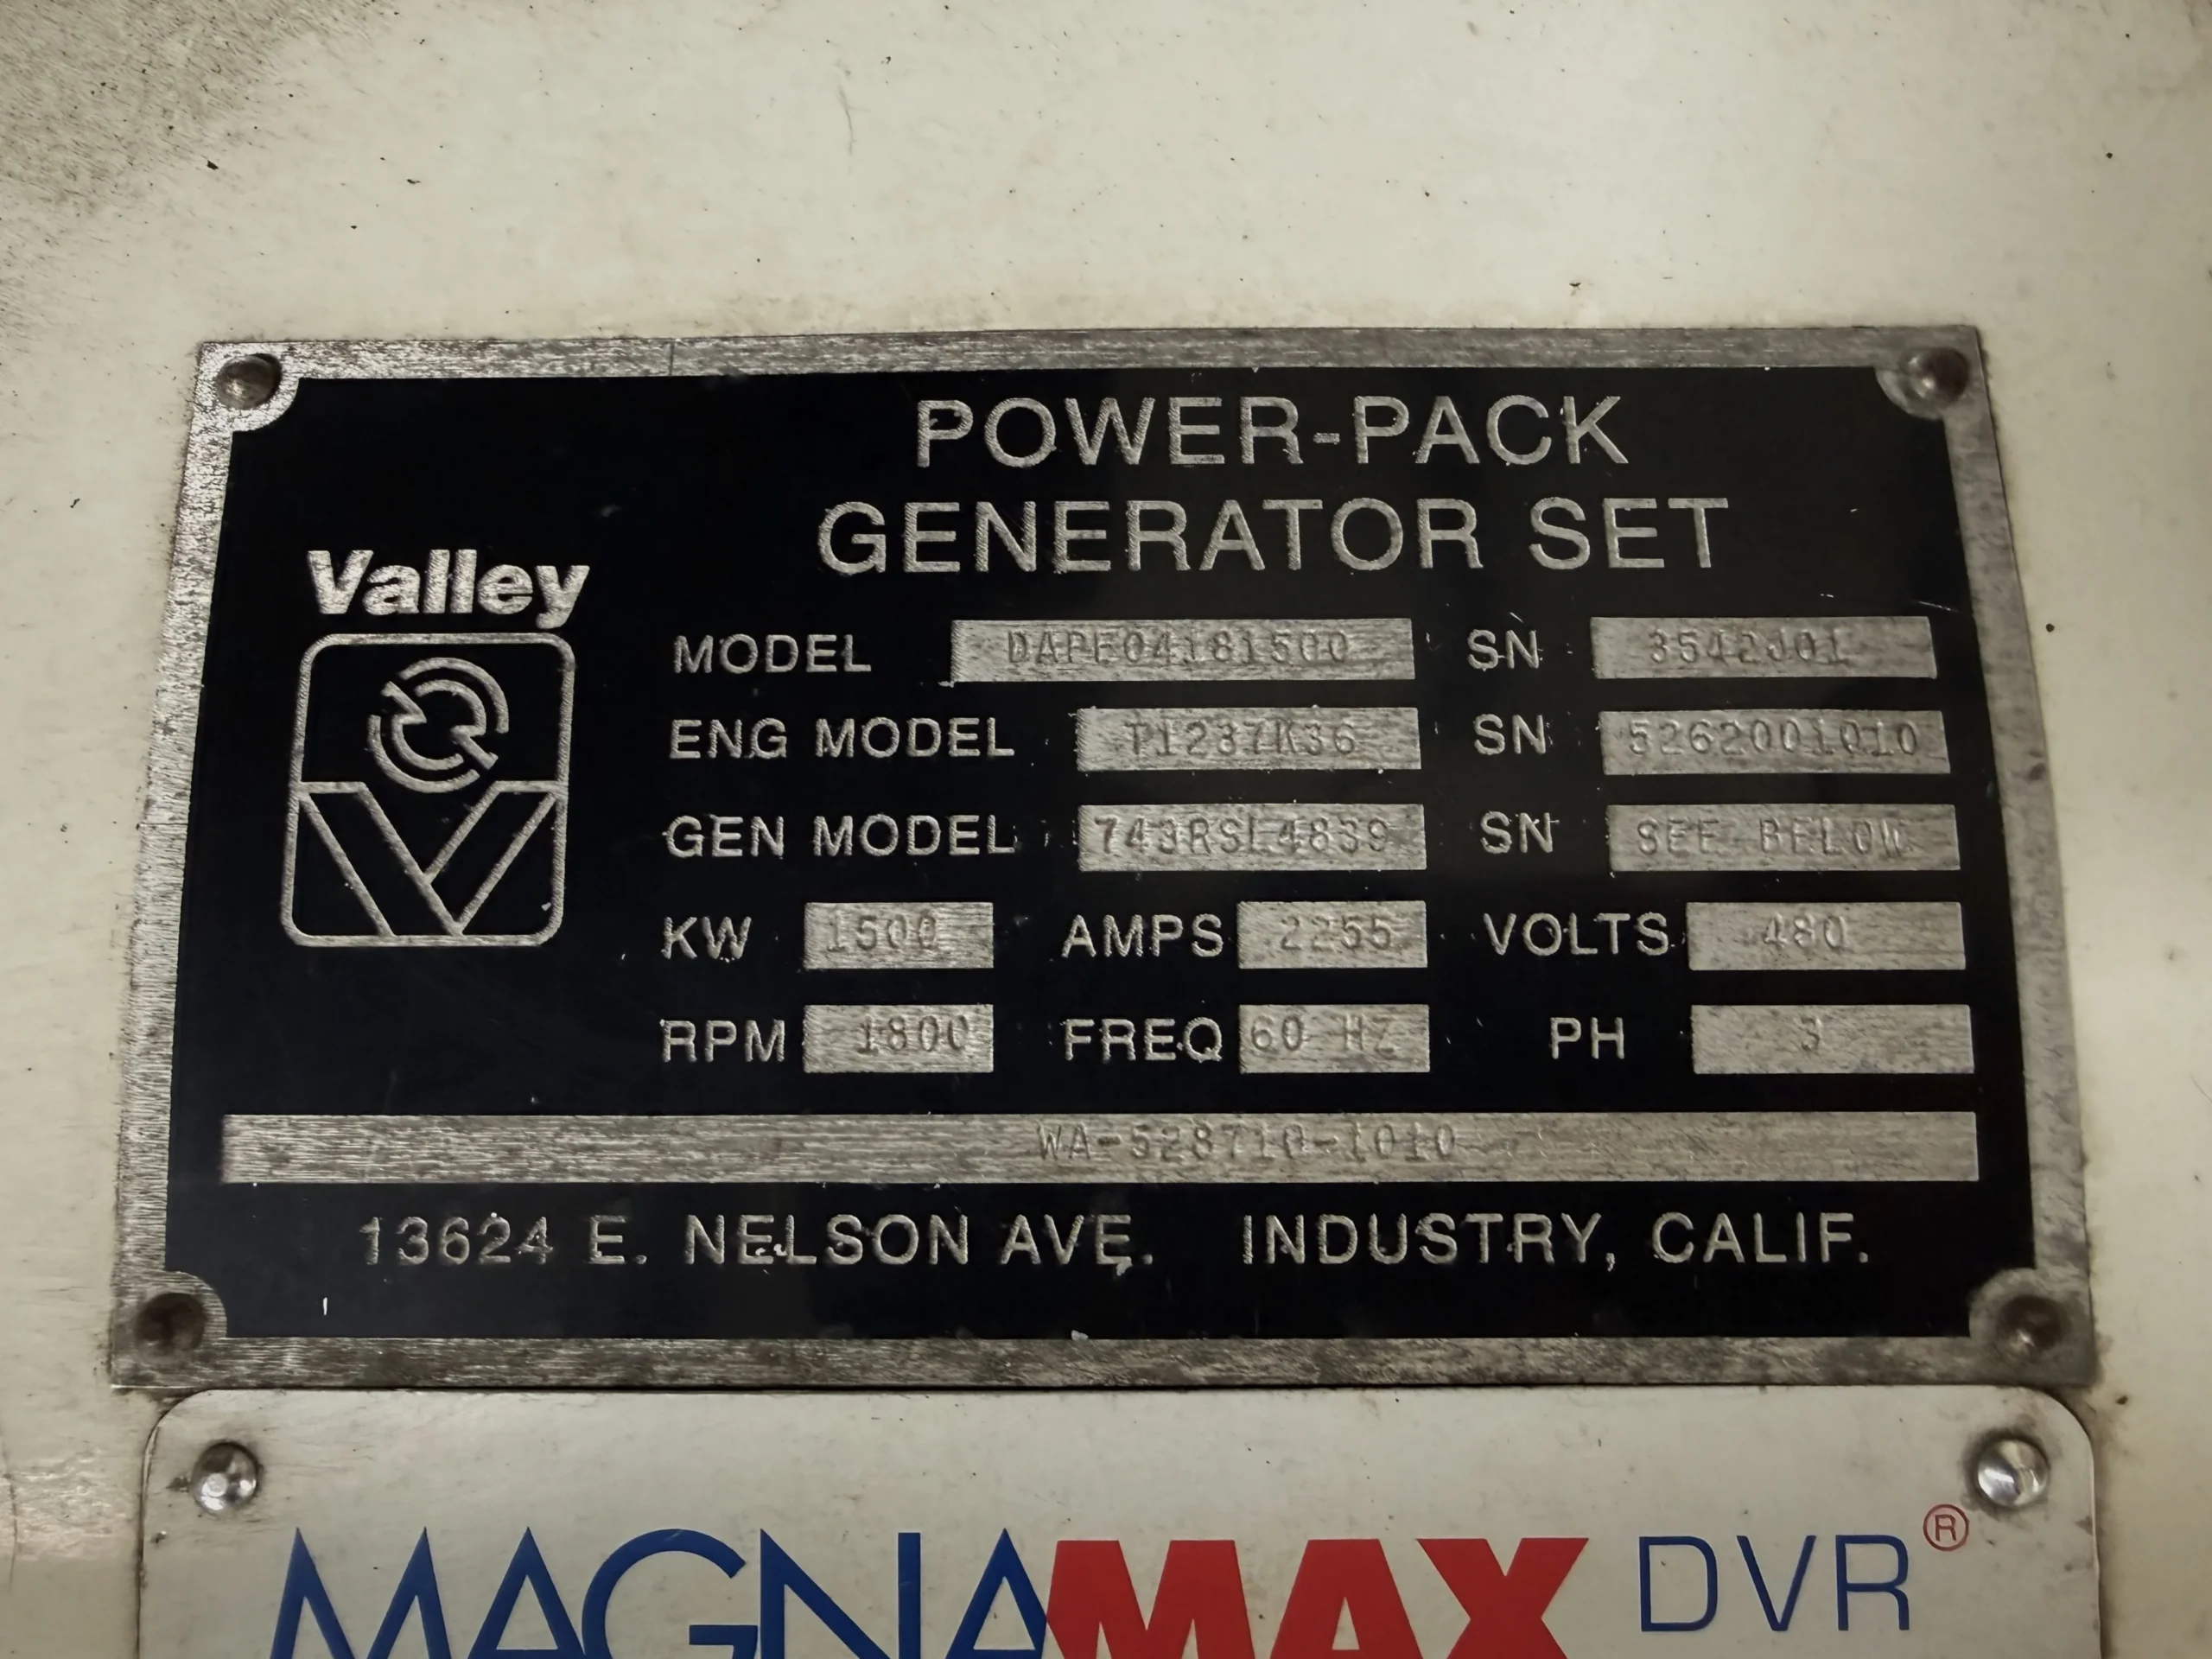 POWER-PACK
GENERATOR SET
Valley
MODEL DAPF04181500 SN 3542J01
ENG MODEL T1237K36 SN 5262001010
GEN MODEL 743RSL4839 SN SEE BELOW
KW 1500 AMPS 2255 VOLTS 480
RPM 1800 FREQ 60 HZ PH 3
WA-528710-1010
13624 E. NELSON AVE. INDUSTRY, CALIF.
MAGNAMAX DVR®